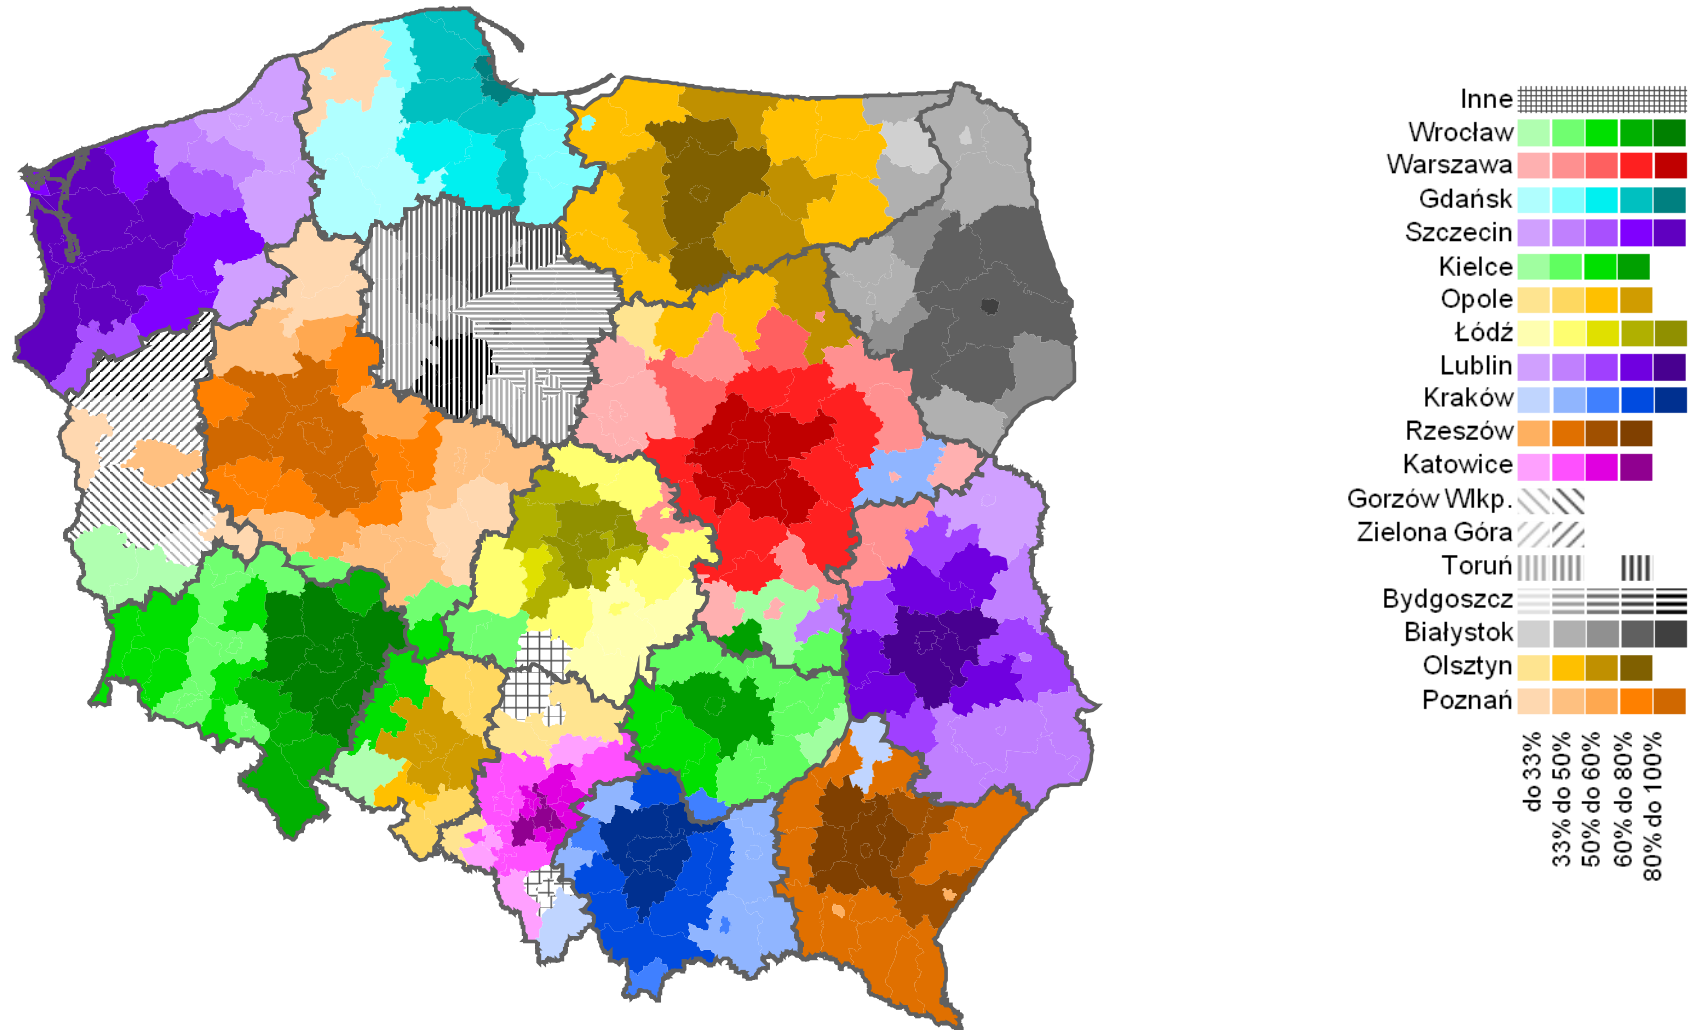 Inne
Wrocław
Warszawa
Gdańsk
Szczecin
Kielce
Opole
Łódź
Lublin
Kraków
Rzeszów
Katowice
Gorzów Wlkp.
Zielona Góra
Toruń
Bydgoszcz
Białystok
Olsztyn
Poznań
do 33%
33% do 50%
50% do 60%
60% do 80%
80% do 100%